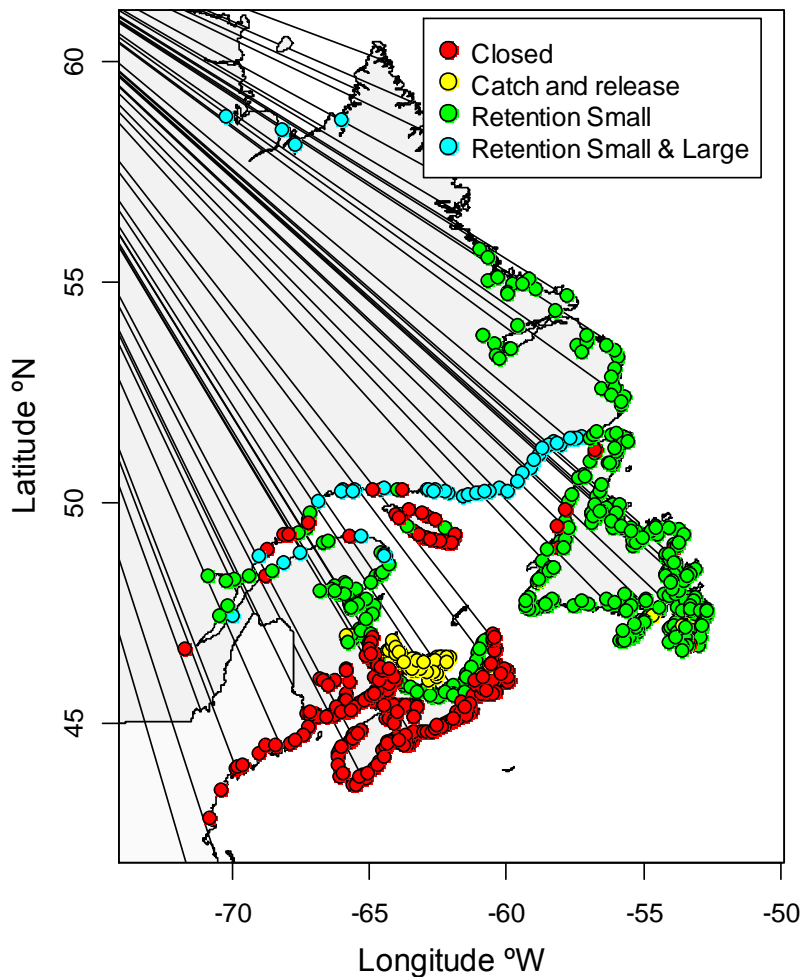 Closed
Catch and release
Retention Small
Retention Small & Large
60
55
50
45
Latitude ºN
-70
-65
-60
-55
-50
Longitude ºW